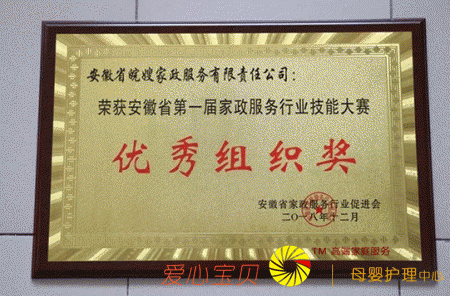 安徽省皖嫂家政服务有限责任公司：
荣获安徽省第一届家政服务行业技能大赛
优秀组织奖
安徽省家政服务行业促进会
二〇一八年十二月
TM 高端家庭服务
爱心宝贝 母婴护理中心